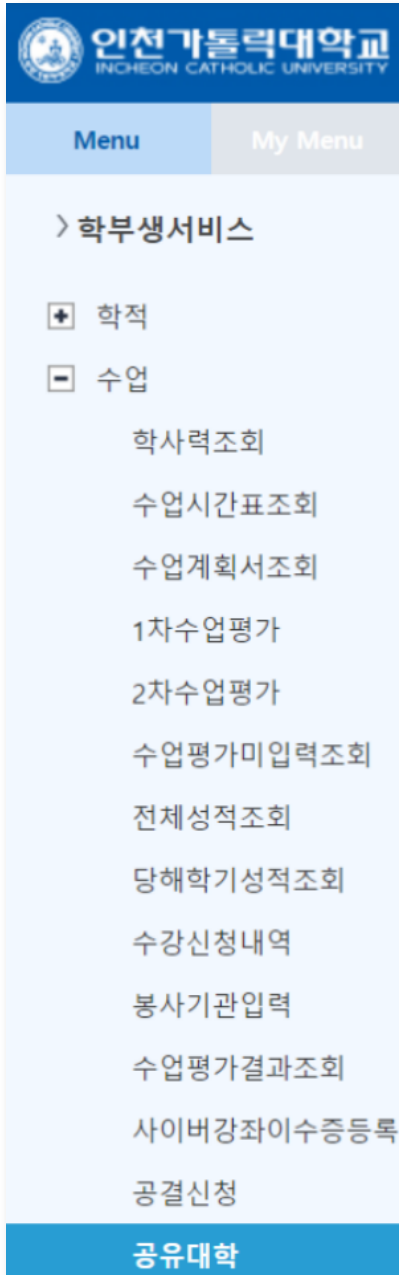 인천가톨릭대학교
INCHEON CATHOLIC UNIVERSITY
Menu My Menu
학부생서비스
학적
수업
학사력조회
수업시간표조회
수업계획서조회
1차수업평가
2차수업평가
수업평가미입력조회
전체성적조회
당해학기성적조회
수강신청내역
봉사기관입력
수업평가결과조회
사이버강좌이수증등록
공결신청
공유대학